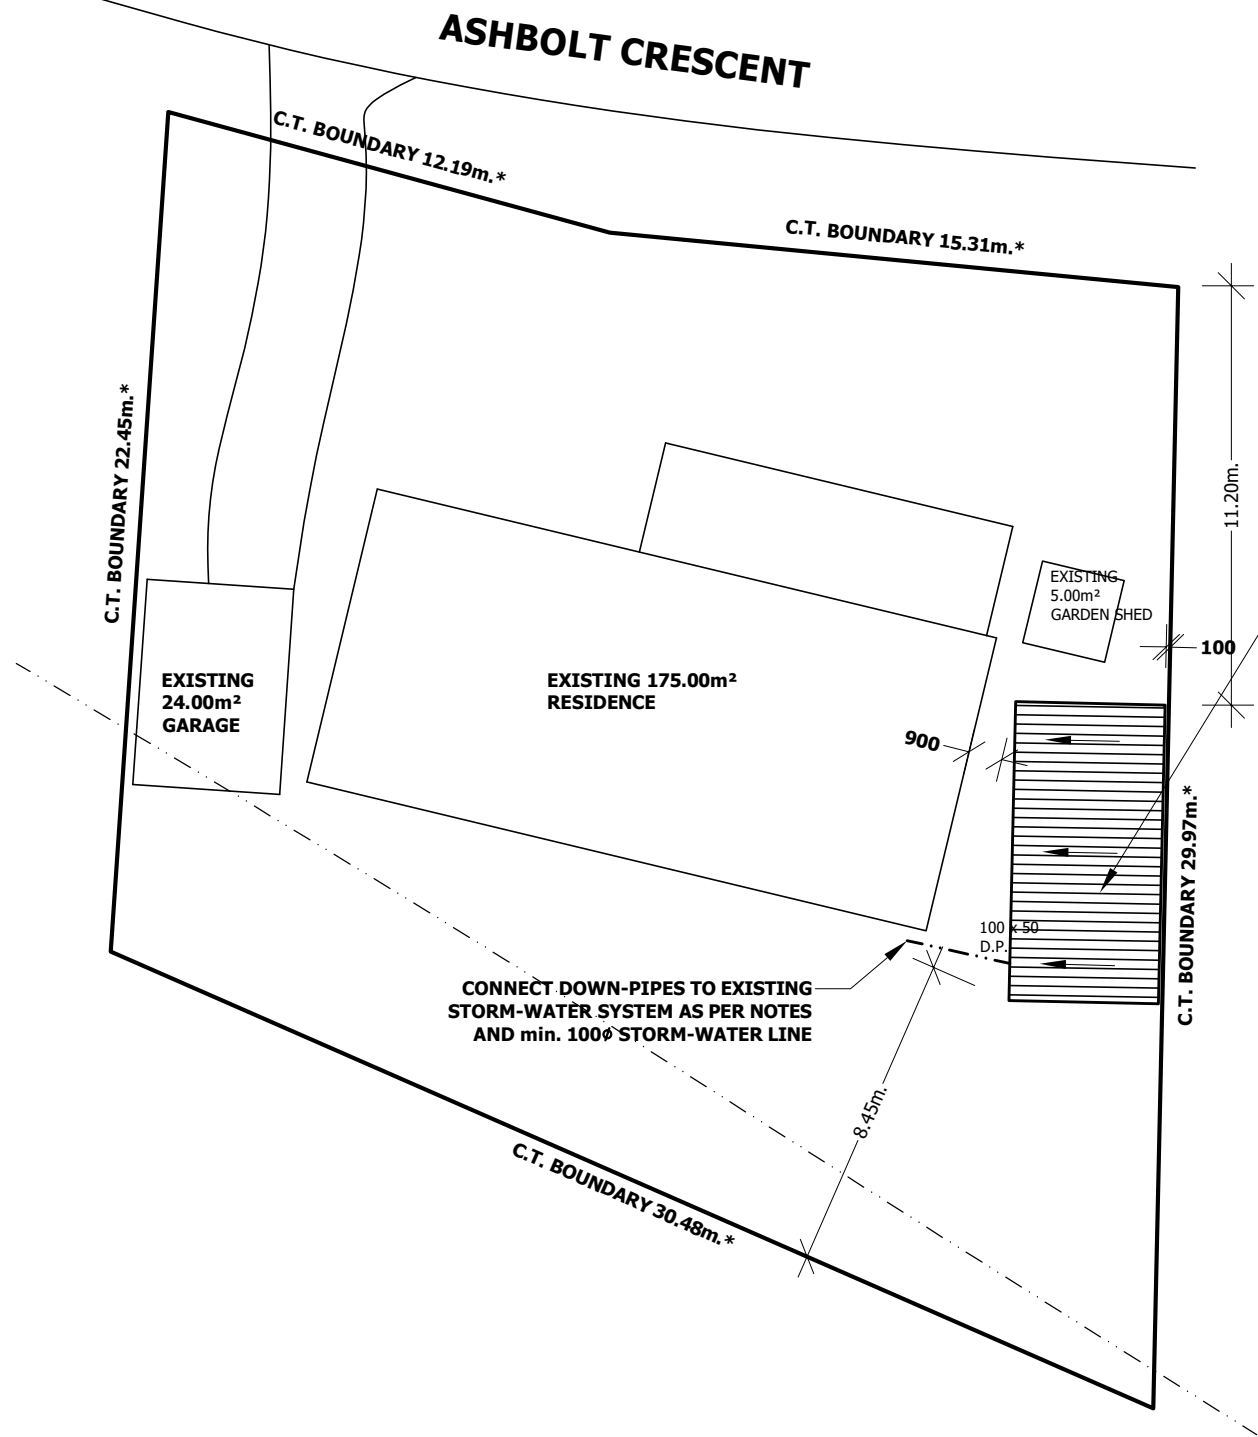 ASHBOLT CRESCENT
C.T. BOUNDARY 12.19m.*
C.T. BOUNDARY 15.31m.*
C.T. BOUNDARY 22.45m.*
11.20m.
EXISTING
5.00m²
GARDEN SHED
100
EXISTING
24.00m²
GARAGE
EXISTING 175.00m²
RESIDENCE
900
C.T. BOUNDARY 29.97m.*
100 x 50
D.P.
CONNECT DOWN-PIPES TO EXISTING
STORM-WATER SYSTEM AS PER NOTES
AND min. 100ϕ STORM-WATER LINE
8.45m.
C.T. BOUNDARY 30.48m.*